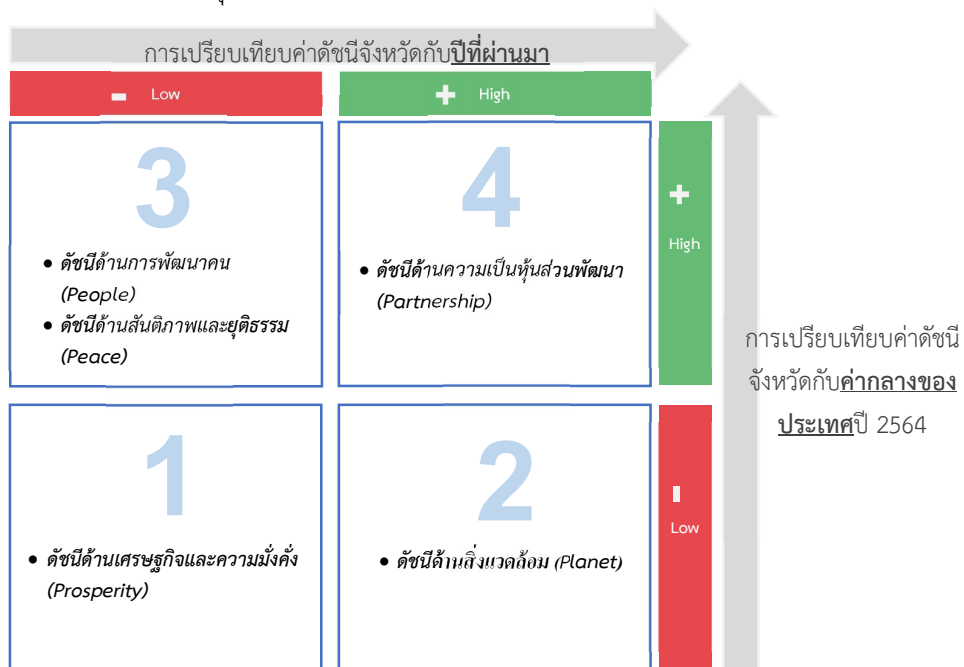 การเปรียบเทียบค่าดัชนีจังหวัดกับปีที่ผ่านมา
- Low
+ High
3
• ดัชนีด้านการพัฒนาคน
(People)
• ดัชนีด้านสันติภาพและยุติธรรม
(Peace)
4
• ดัชนีด้านความเป็นหุ้นส่วนพัฒนา
(Partnership)
+
High
การเปรียบเทียบค่าดัชนี
จังหวัดกับค่ากลางของ
ประเทศปี 2564
1
• ดัชนีด้านเศรษฐกิจและความมั่งคั่ง
(Prosperity)
2
• ดัชนีด้านสิ่งแวดล้อม (Planet)
-
Low